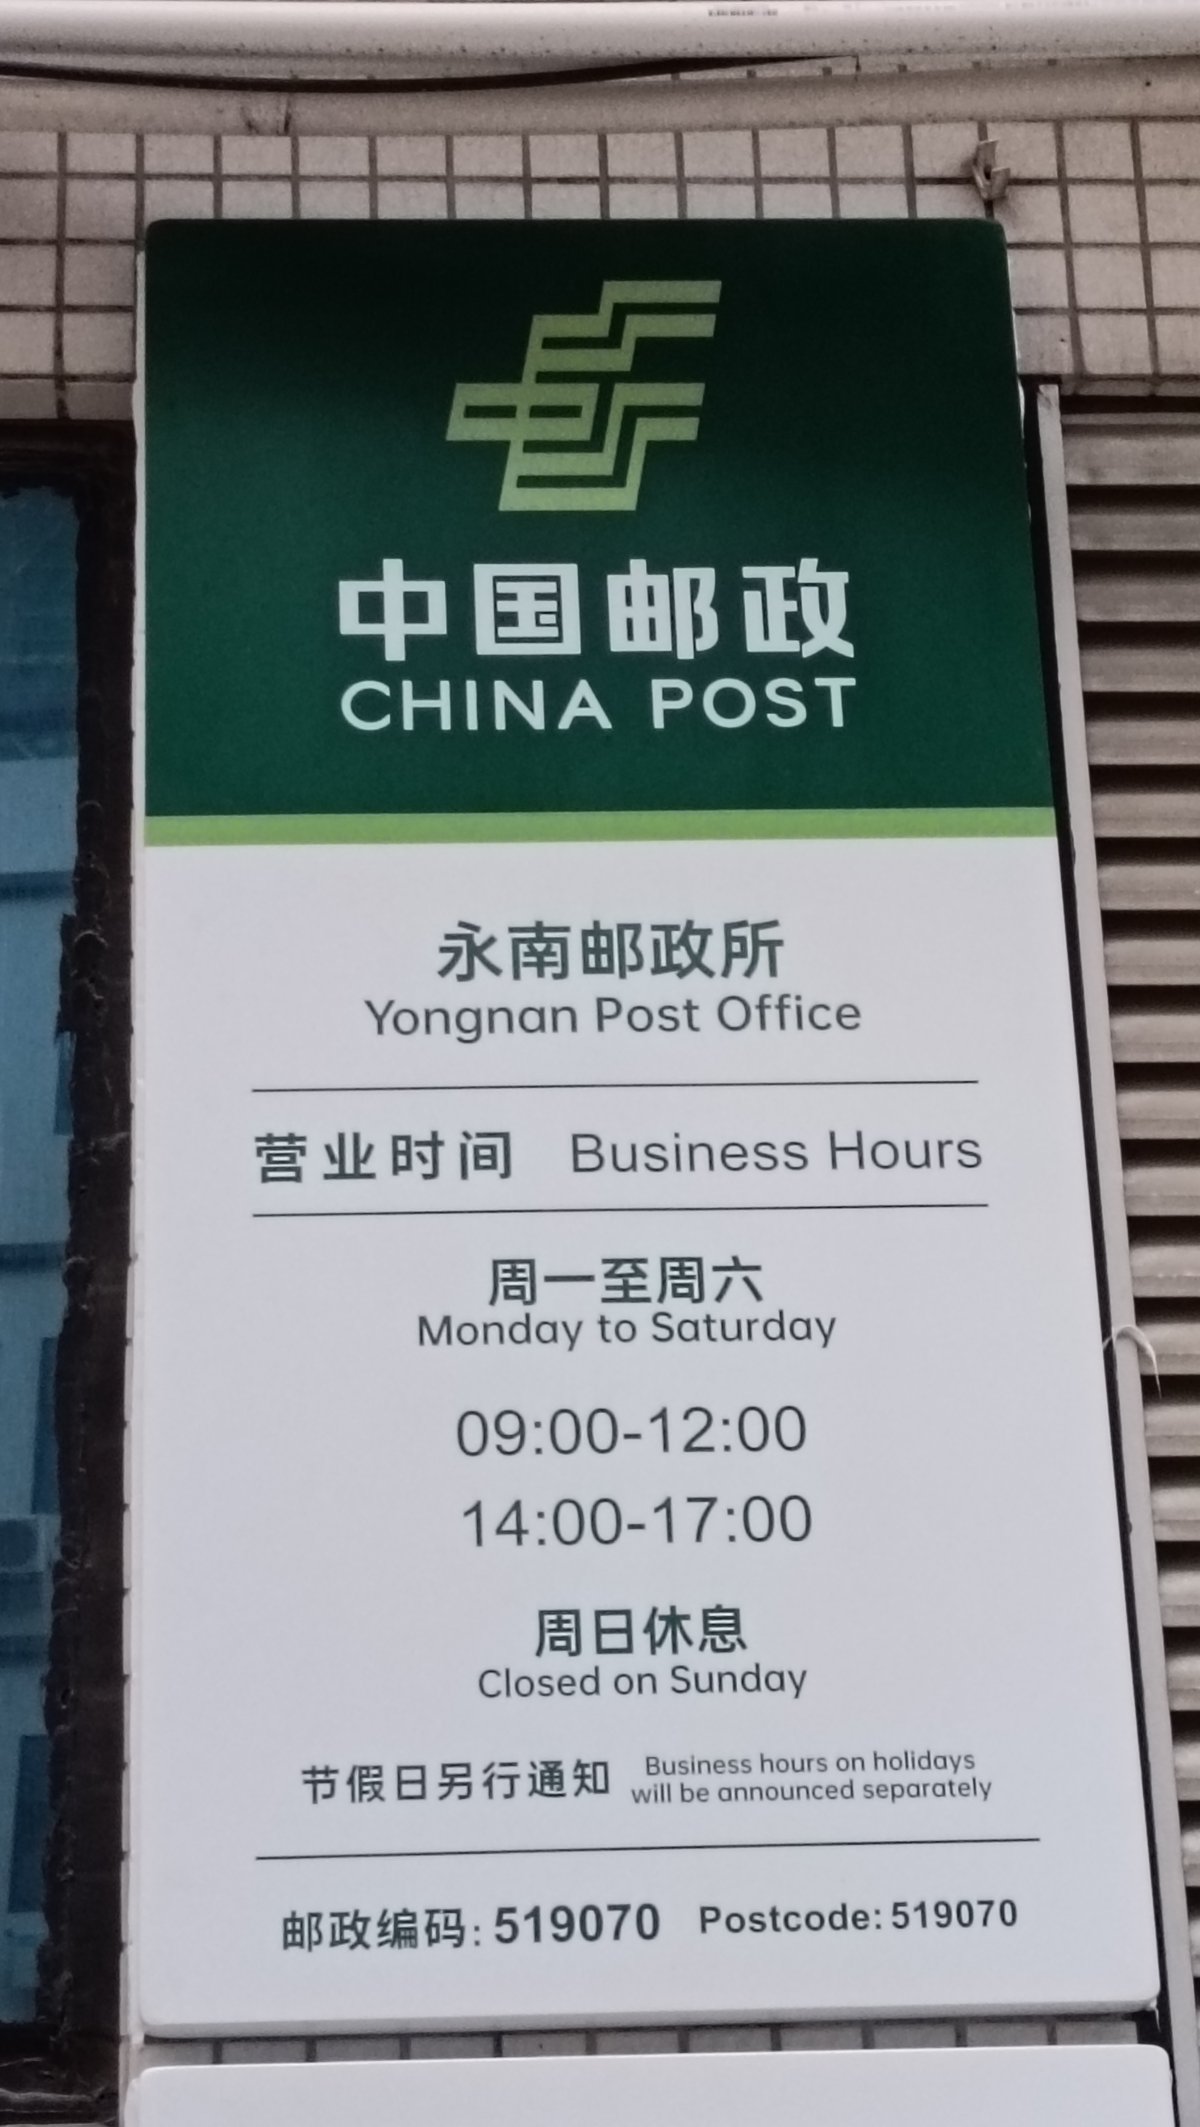 中国邮政
CHINA POST
永南邮政所
Yongnan Post Office
营业时间 Business Hours
周一至周六
Monday to Saturday
09:00-12:00
14:00-17:00
周日休息
Closed on Sunday
节假日另行通知 Business hours on holidays
will be announced separately
邮政编码: 519070 Postcode: 519070